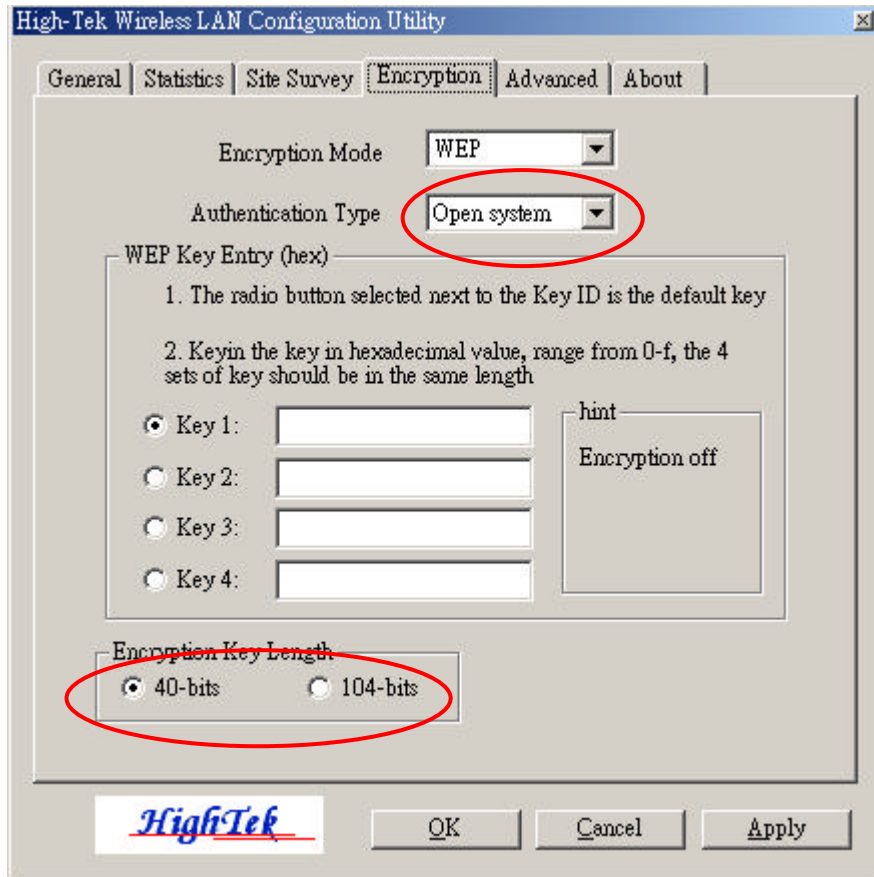 High-Tek Wireless LAN Configuration Utility
General Statistics Site Survey Encryption Advanced About
Encryption Mode WEP
Authentication Type Open system
WEP Key Entry (hex)
1. The radio button selected next to the Key ID is the default key
2. Keyin the key in hexadecimal value, range from 0-f, the 4
sets of key should be in the same length
Key 1:
Key 2:
Key 3:
Key 4:
hint
Encryption off
Encryption Key Length
40-bits 104-bits
HighTek OK Cancel Apply